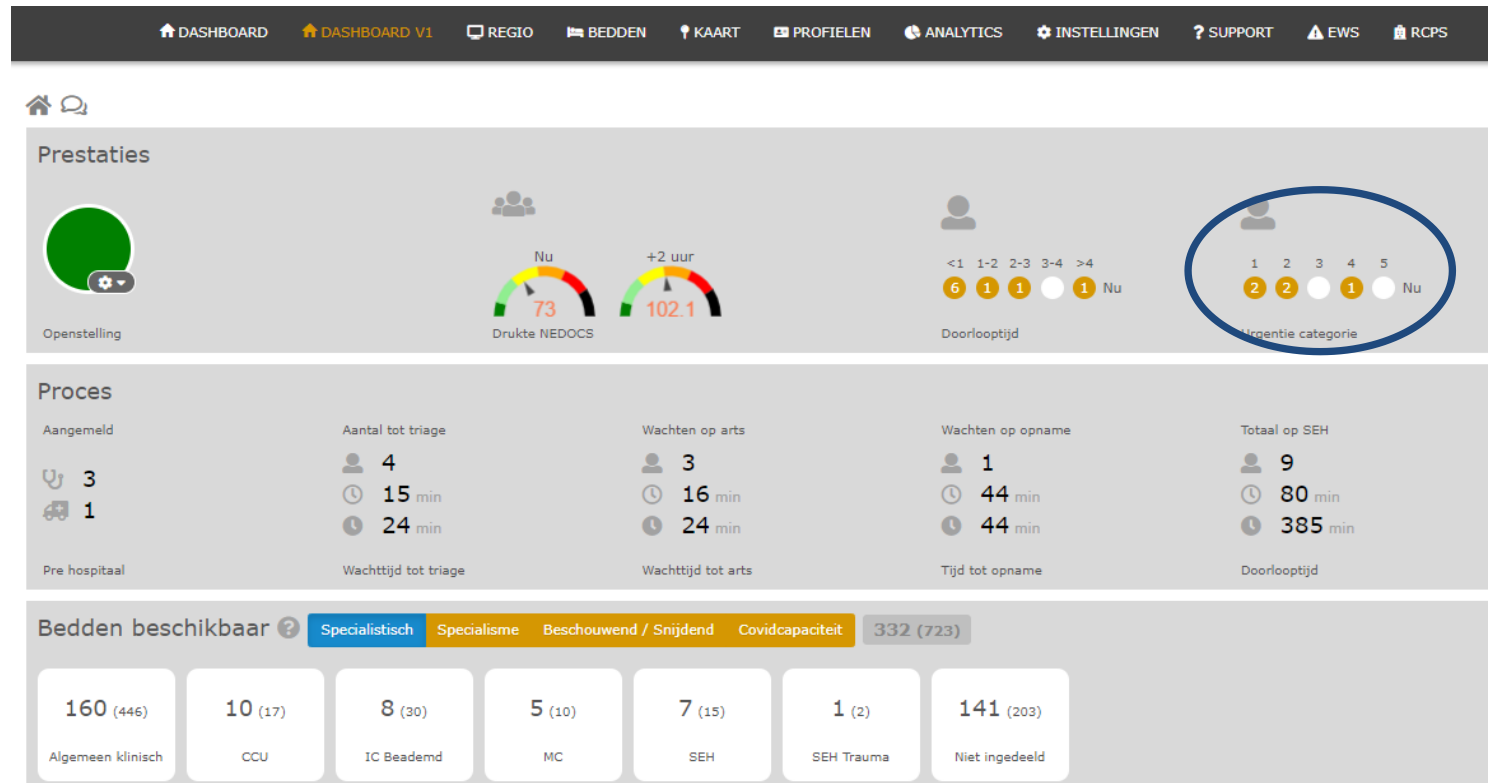 DASHBOARD DASHBOARD V1 REGIO BEDDEN KAART PROFIELEN ANALYTICS INSTELLINGEN ? SUPPORT EWS RCPS
Prestaties
Nu +2 uur
<1 1-2 2-3 3-4 >4
1 2 3 4 5
73 102.1
6 1 1 1 Nu
2 2 1 Nu
Openstelling Drukte NEDOCS Doorlooptijd Urgentie categorie
Proces
Aangemeld Aantal tot triage Wachten op arts Wachten op opname Totaal op SEH
3 4 3 1 9
15 min 16 min 44 min 80 min
1 24 min 24 min 44 min 385 min
Pre hospitaal Wachttijd tot triage Wachttijd tot arts Tijd tot opname Doorlooptijd
Bedden beschikbaar ? Specialistisch Specialisme Beschouwend / Snijdend Covidcapaciteit 332 (723)
160 (446) 10 (17) 8 (30) 5 (10) 7 (15) 1 (2) 141 (203)
Algemeen klinisch CCU IC Beademd MC SEH SEH Trauma Niet ingedeeld